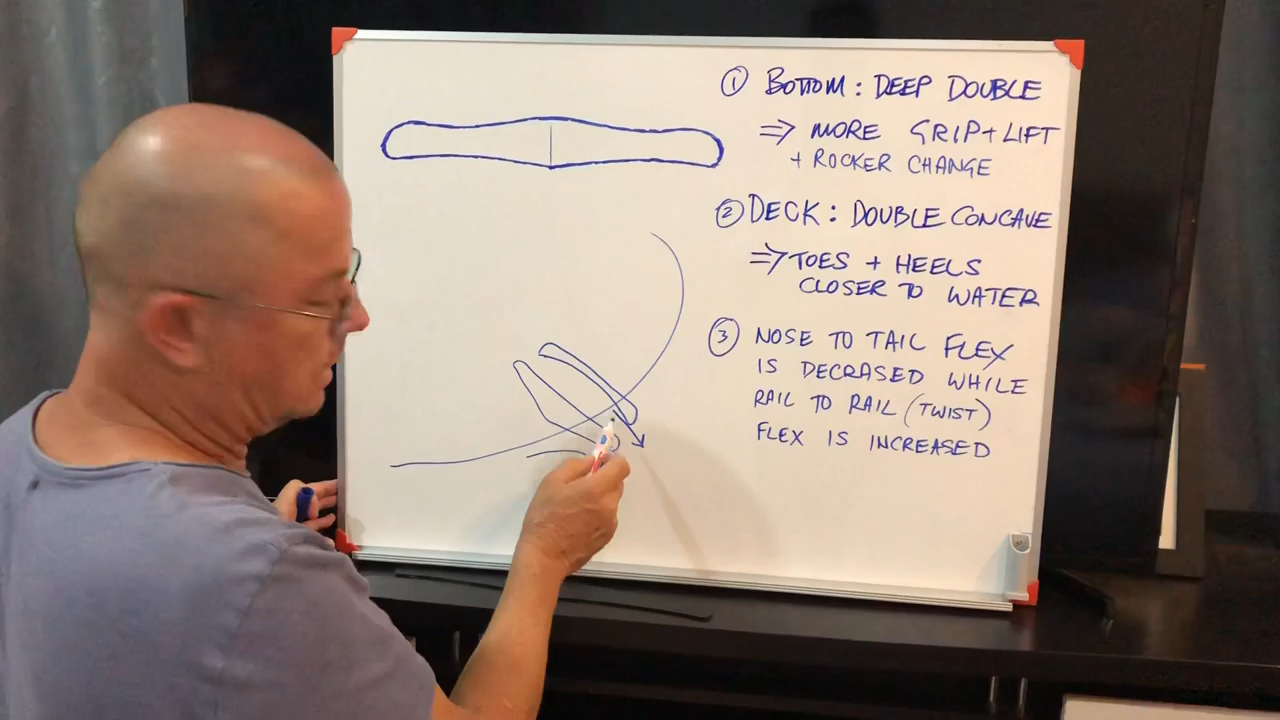 ① BOTTOM: DEEP DOUBLE
⇒ MORE GRIP + LIFT
+ ROCKER CHANGE
② DECK: DOUBLE CONCAVE
⇒ TOES + HEELS
CLOSER TO WATER
③ NOSE TO TAIL FLEX
IS DECRASED WHILE
RAIL TO RAIL (TWIST)
FLEX IS INCREASED